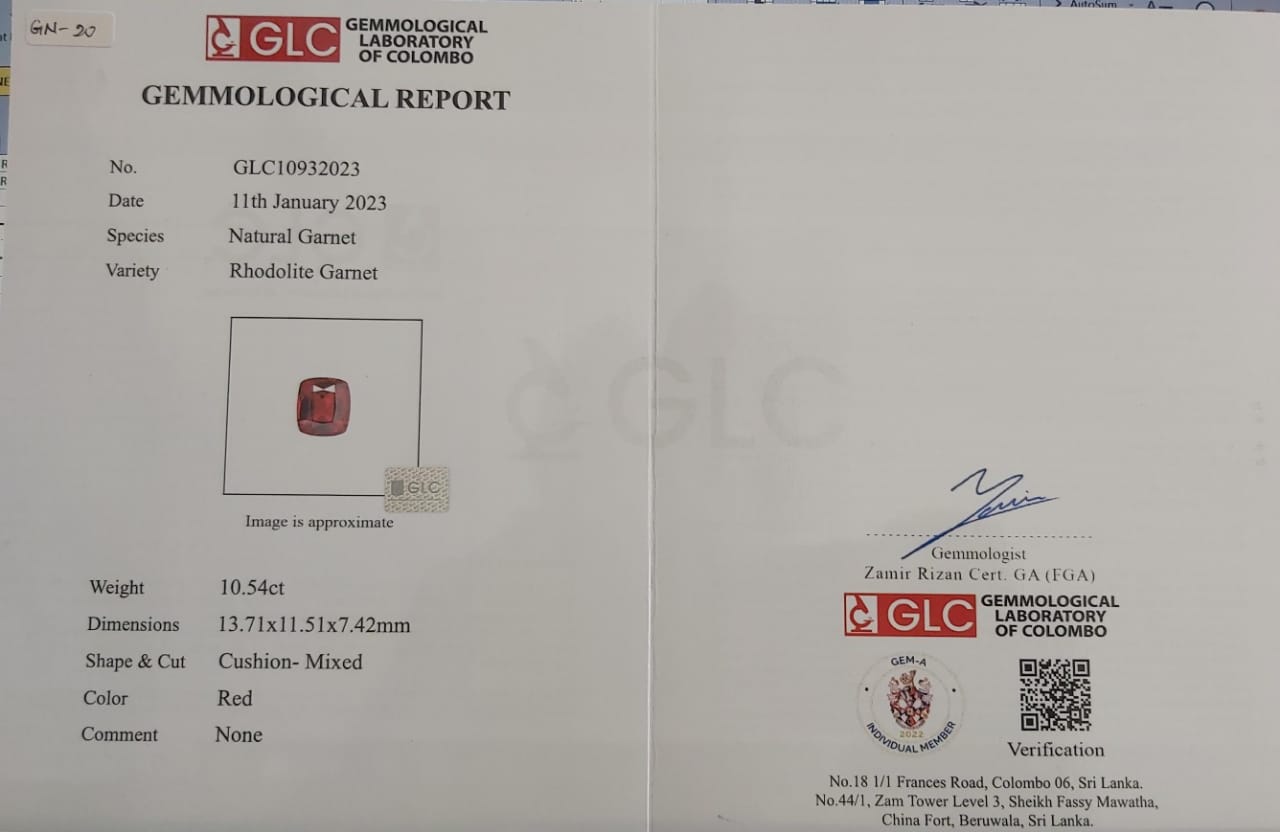 GN-20
GLC GEMMOLOGICAL
LABORATORY
OF COLOMBO
GEMMOLOGICAL REPORT
No. GLC10932023
Date 11th January 2023
Species Natural Garnet
Variety Rhodolite Garnet
GLC
Image is approximate
Weight 10.54ct
Dimensions 13.71x11.51x7.42mm
Shape & Cut Cushion- Mixed
Color Red
Comment None
AutoSum
GLC
Gemmologist
Zamir Rizan Cert. GA (FGA)
GLC GEMMOLOGICAL
LABORATORY
OF COLOMBO
GEM-A
2022
INDIVIDUAL MEMBER
Verification
No.18 1/1 Frances Road, Colombo 06, Sri Lanka.
No.44/1, Zam Tower Level 3, Sheikh Fassy Mawatha,
China Fort, Beruwala, Sri Lanka.